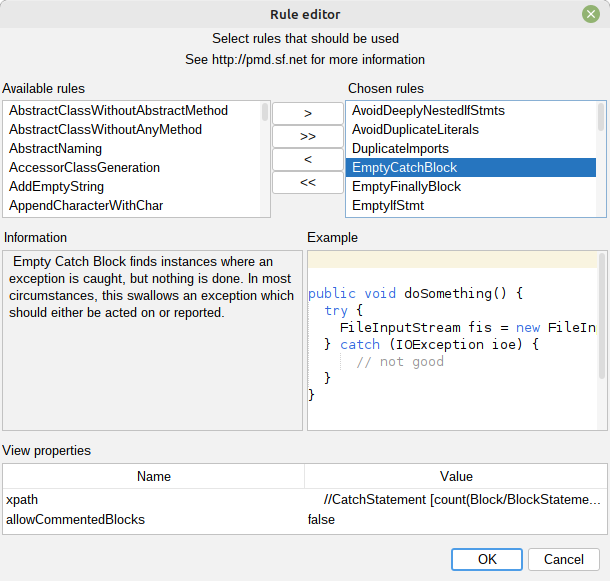 Rule editor
Select rules that should be used
See http://pmd.sf.net for more information
Available rules
Chosen rules
AbstractClassWithoutAbstractMethod
AbstractClassWithoutAnyMethod
AbstractNaming
AccessorClassGeneration
AddEmptyString
AppendCharacterWithChar
>
>>
<
<<
AvoidDeeplyNestedIfStmts
AvoidDuplicateLiterals
DuplicateImports
EmptyCatchBlock
EmptyFinallyBlock
EmptyIfStmt
Information
Empty Catch Block finds instances where an
exception is caught, but nothing is done. In most
circumstances, this swallows an exception which
should either be acted on or reported.
Example
public void doSomething() {
try {
FileInputStream fis = new FileIn
} catch (IOException ioe) {
// not good
}
}
View properties
Name Value
xpath //CatchStatement [count(Block/BlockStateme...
allowCommentedBlocks false
OK Cancel